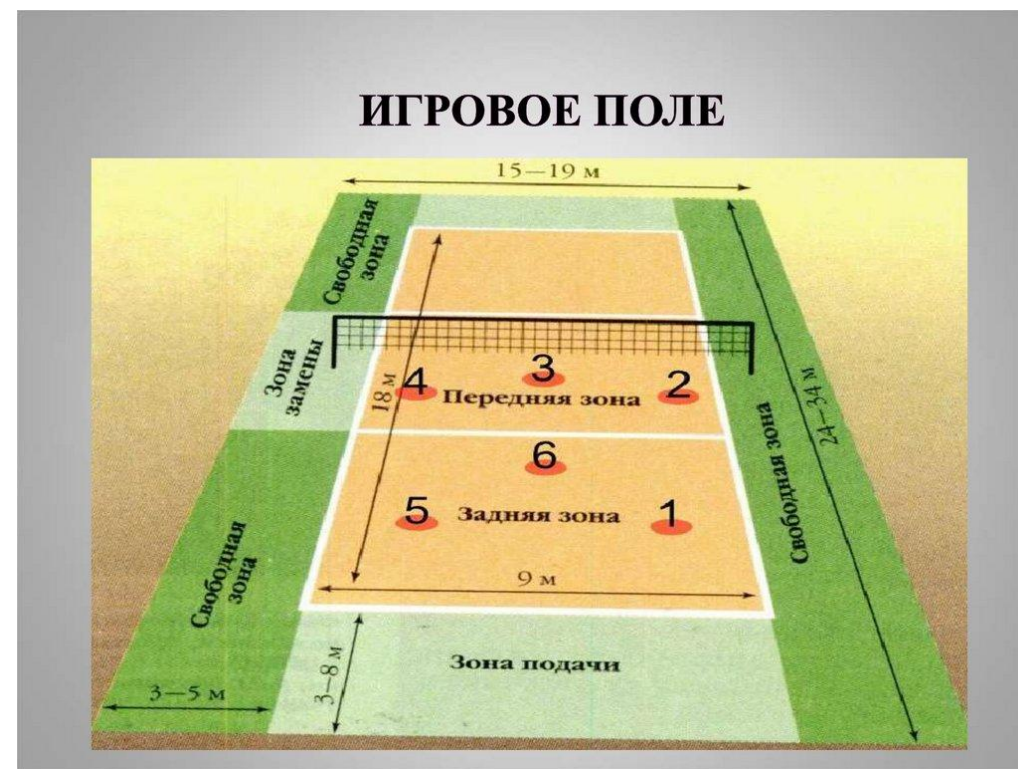 ИГРОВОЕ ПОЛЕ
15—19 м
Свободная
зона
Зона
замены
18 м
4
3
2
Передняя зона
24—34 м
6
5
Задняя зона
1
Свободная зона
Свободная
зона
9 м
Зона подачи
3—8 м
3—5 м